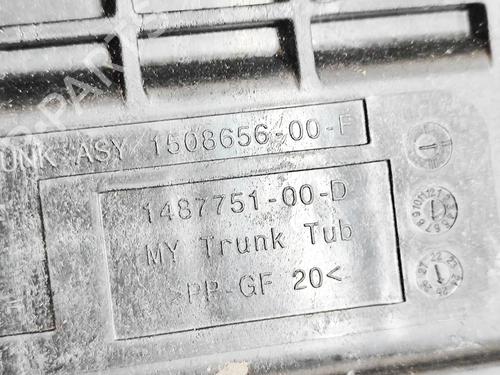 UNK ASY 1508656-00-F
1487751-00-D
MY Trunk Tub
>PP-GF 20<